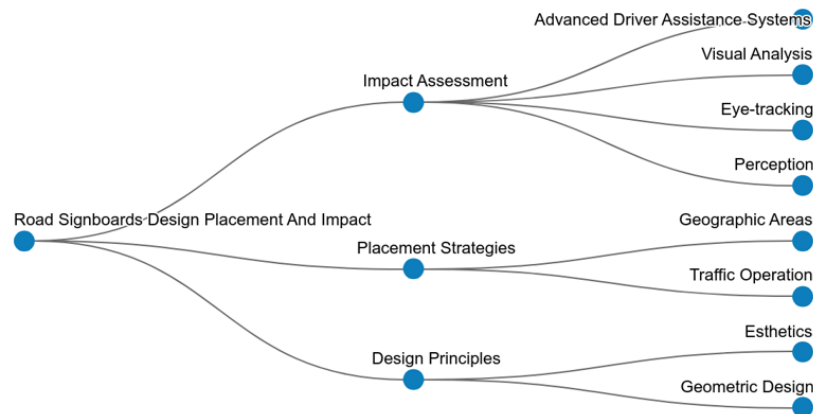 Advanced Driver Assistance Systems
Visual Analysis
Impact Assessment
Eye-tracking
Perception
Road Signboards Design Placement And Impact
Geographic Areas
Placement Strategies
Traffic Operation
Esthetics
Design Principles
Geometric Design